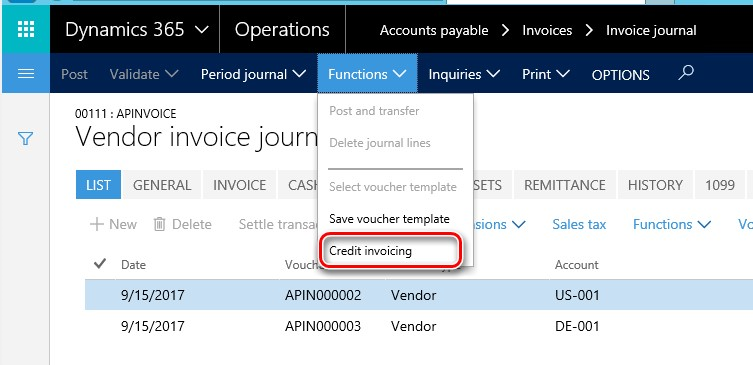 Dynamics 365 Operations Accounts payable Invoices Invoice journal
Post Validate Period journal Functions Inquiries Print OPTIONS
00111 : APINVOICE
Post and transfer
Vendor invoice journ
Delete journal lines
LIST GENERAL INVOICE CASH Select voucher template SETS REMITTANCE HISTORY 1099
New Delete Settle transac Save voucher template sions Sales tax Functions Vo
Credit invoicing
Date Vouche Type Account
9/15/2017 APIN000002 Vendor US-001
9/15/2017 APIN000003 Vendor DE-001